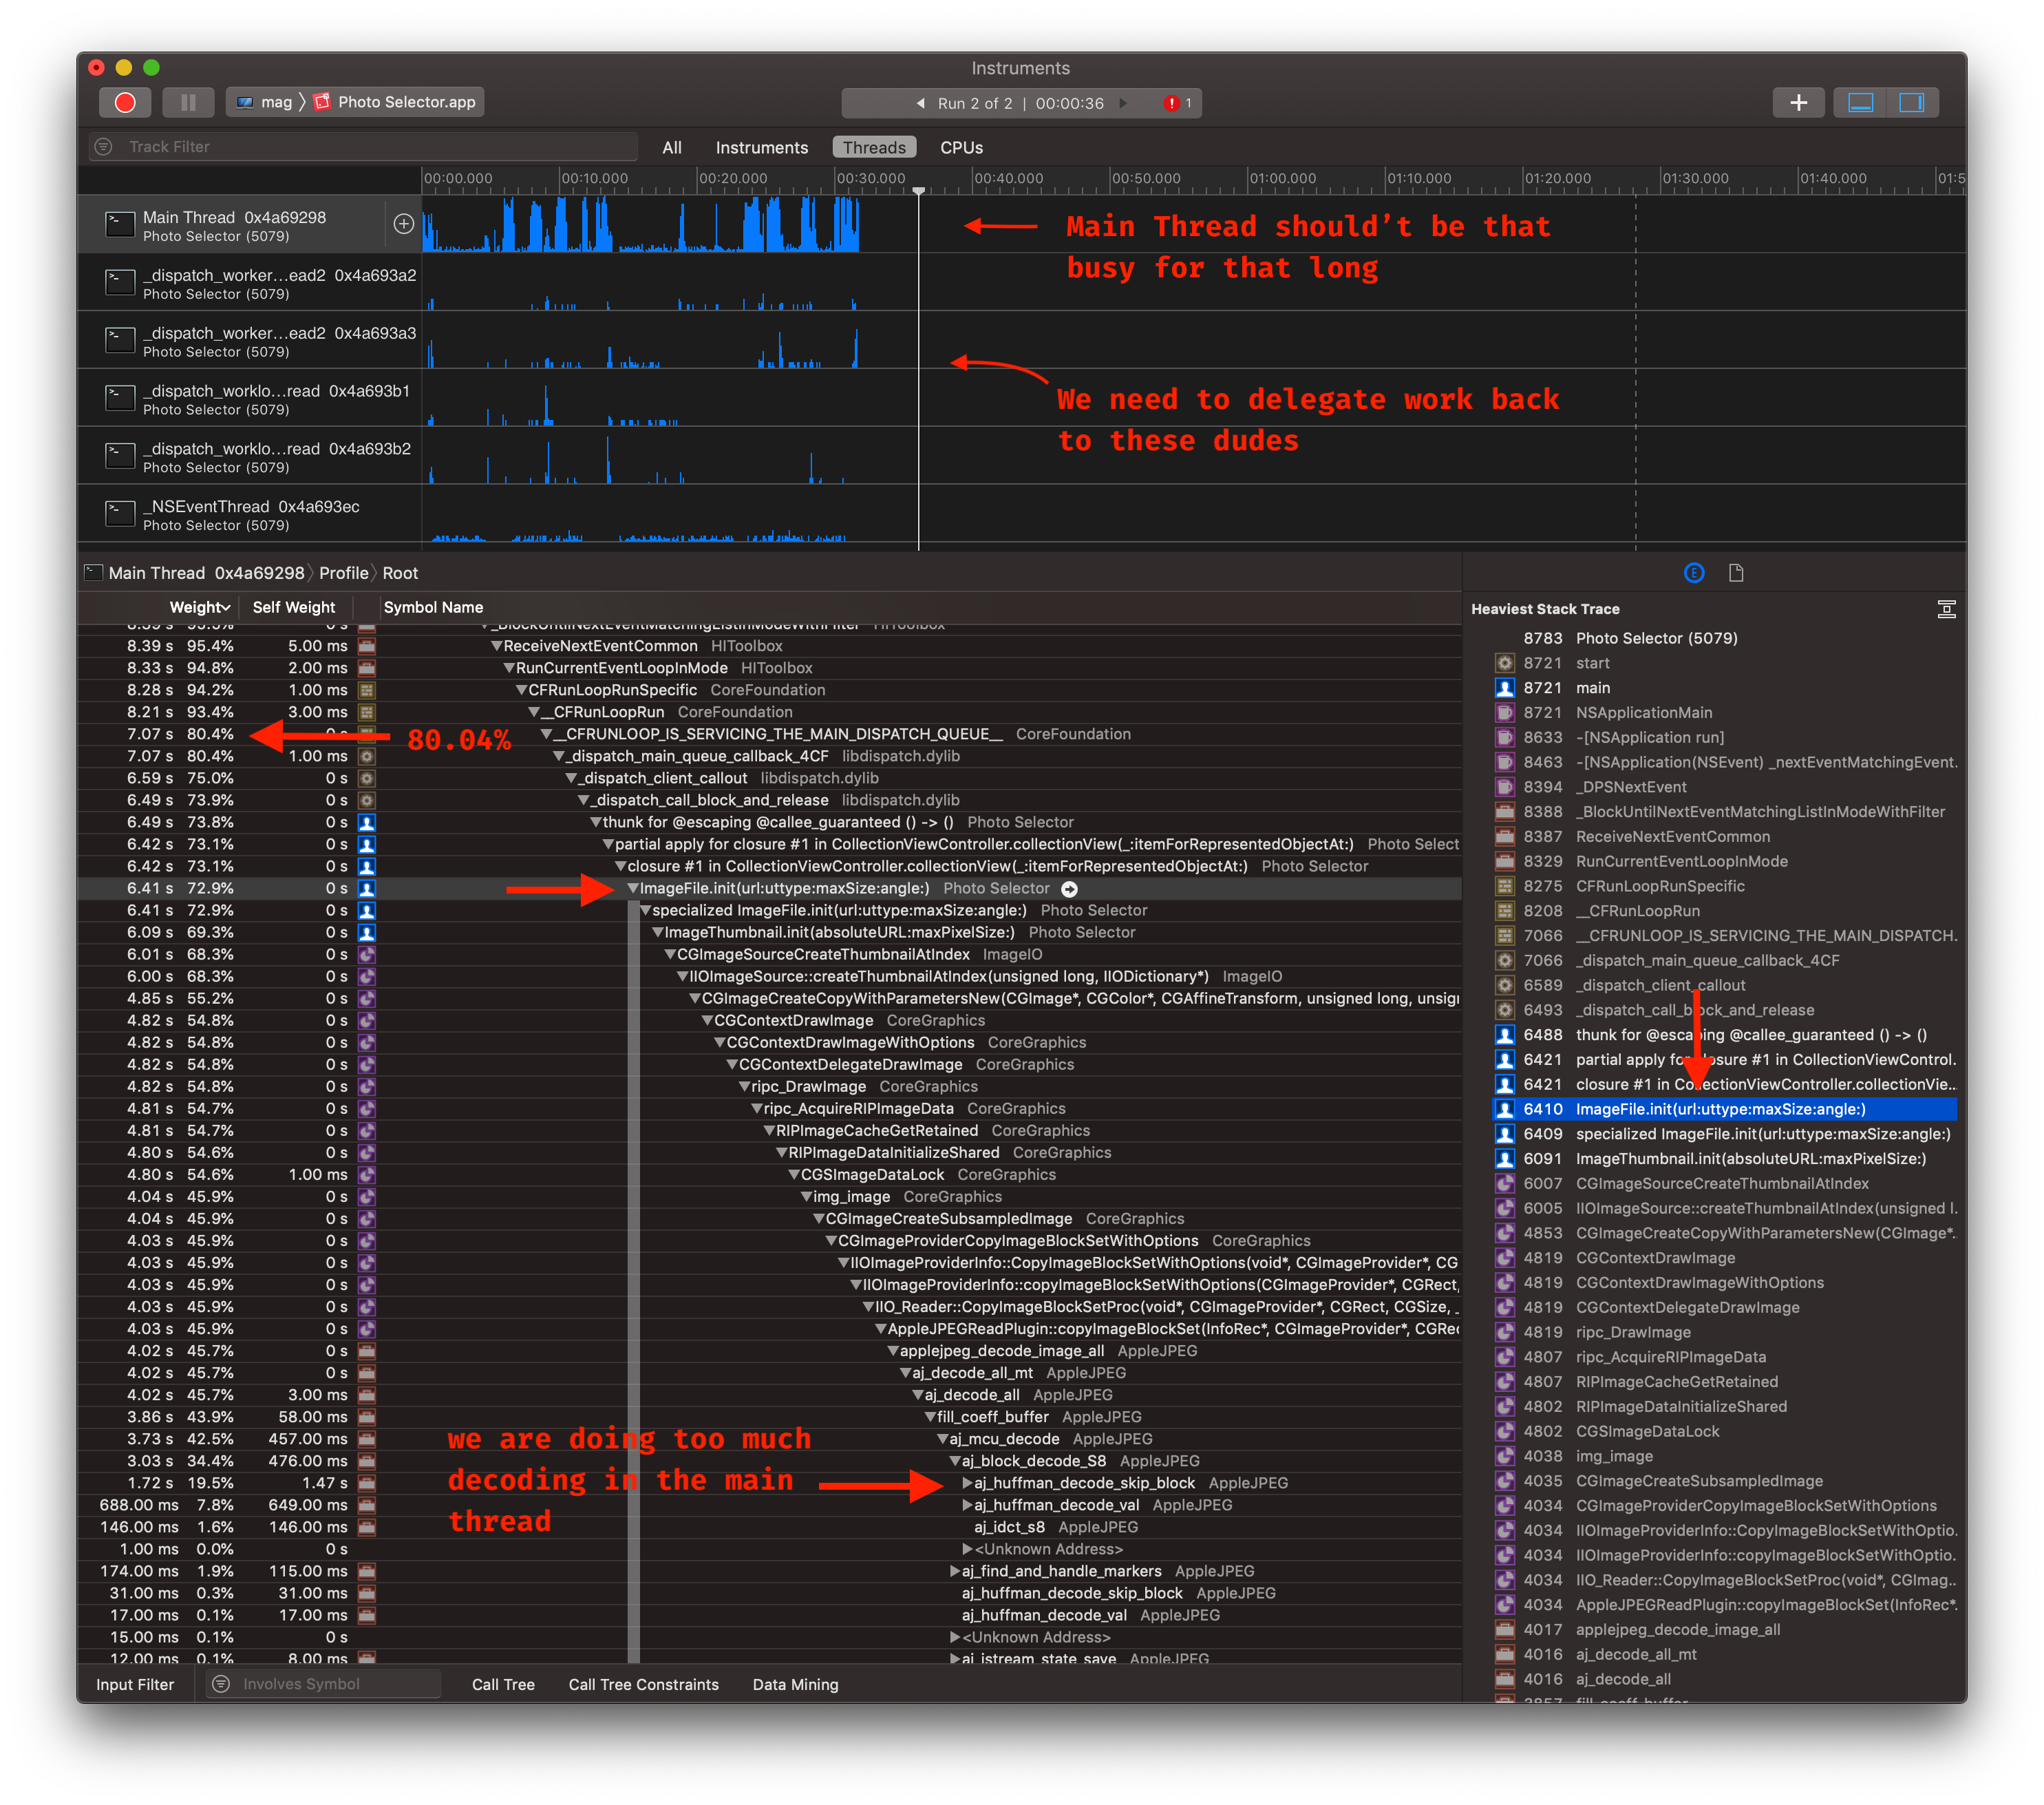 Instruments
mag 〉 Photo Selector.app
Run 2 of 2 | 00:00:36
! 1
Track Filter
All Instruments Threads CPUs
00:00.000 00:10.000 00:20.000 00:30.000 00:40.000 00:50.000 01:00.000 01:10.000 01:20.000 01:30.000 01:40.000 01:5
Main Thread 0x4a69298
Photo Selector (5079)
Main Thread should't be that
busy for that long
_dispatch_worker...ead2 0x4a693a2
Photo Selector (5079)
_dispatch_worker...ead2 0x4a693a3
Photo Selector (5079)
We need to delegate work back
to these dudes
_dispatch_worklo...read 0x4a693b1
Photo Selector (5079)
_dispatch_worklo...read 0x4a693b2
Photo Selector (5079)
_NSEventThread 0x4a693ec
Photo Selector (5079)
Main Thread 0x4a69298 〉 Profile 〉 Root
Weight Self Weight Symbol Name
8.39 s 95.5% 0 s _BlockUntilNextEventMatchingListInModeWithFilter HIToolbox
8.39 s 95.4% 5.00 ms ReceiveNextEventCommon HIToolbox
8.33 s 94.8% 2.00 ms RunCurrentEventLoopInMode HIToolbox
8.28 s 94.2% 1.00 ms CFRunLoopRunSpecific CoreFoundation
8.21 s 93.4% 3.00 ms __CFRunLoopRun CoreFoundation
7.07 s 80.4% 0 s __CFRUNLOOP_IS_SERVICING_THE_MAIN_DISPATCH_QUEUE__ CoreFoundation
80.04%
7.07 s 80.4% 1.00 ms _dispatch_main_queue_callback_4CF libdispatch.dylib
6.59 s 75.0% 0 s _dispatch_client_callout libdispatch.dylib
6.49 s 73.9% 0 s _dispatch_call_block_and_release libdispatch.dylib
6.49 s 73.8% 0 s thunk for @escaping @callee_guaranteed () -> () Photo Selector
6.42 s 73.1% 0 s partial apply for closure #1 in CollectionViewController.collectionView(_:itemForRepresentedObjectAt:) Photo Select
6.42 s 73.1% 0 s closure #1 in CollectionViewController.collectionView(_:itemForRepresentedObjectAt:) Photo Selector
6.41 s 72.9% 0 s ImageFile.init(url:uttype:maxSize:angle:) Photo Selector
6.41 s 72.9% 0 s specialized ImageFile.init(url:uttype:maxSize:angle:) Photo Selector
6.09 s 69.3% 0 s ImageThumbnail.init(absoluteURL:maxPixelSize:) Photo Selector
6.01 s 68.3% 0 s CGImageSourceCreateThumbnailAtIndex ImageIO
6.00 s 68.3% 0 s IIOImageSource::createThumbnailAtIndex(unsigned long, IIODictionary*) ImageIO
4.85 s 55.2% 0 s CGImageCreateCopyWithParametersNew(CGImage*, CGColor*, CGAffineTransform, unsigned long, unsig
4.82 s 54.8% 0 s CGContextDrawImage CoreGraphics
4.82 s 54.8% 0 s CGContextDrawImageWithOptions CoreGraphics
4.82 s 54.8% 0 s CGContextDelegateDrawImage CoreGraphics
4.82 s 54.8% 0 s ripc_DrawImage CoreGraphics
4.81 s 54.7% 0 s ripc_AcquireRIPImageData CoreGraphics
4.81 s 54.7% 0 s RIPImageCacheGetRetained CoreGraphics
4.80 s 54.6% 0 s RIPImageDataInitializeShared CoreGraphics
4.80 s 54.6% 1.00 ms CGSImageDataLock CoreGraphics
4.04 s 45.9% 0 s img_image CoreGraphics
4.04 s 45.9% 0 s CGImageCreateSubsampledImage CoreGraphics
4.03 s 45.9% 0 s CGImageProviderCopyImageBlockSetWithOptions CoreGraphics
4.03 s 45.9% 0 s IIOImageProviderInfo::CopyImageBlockSetWithOptions(void*, CGImageProvider*, CG
4.03 s 45.9% 0 s IIOImageProviderInfo::copyImageBlockSetWithOptions(CGImageProvider*, CGRect,
4.03 s 45.9% 0 s IIO_Reader::CopyImageBlockSetProc(void*, CGImageProvider*, CGRect, CGSize, _
4.03 s 45.9% 0 s AppleJPEGReadPlugin::copyImageBlockSet(InfoRec*, CGImageProvider*, CGRec
4.02 s 45.7% 0 s applejpeg_decode_image_all AppleJPEG
4.02 s 45.7% 0 s aj_decode_all_mt AppleJPEG
4.02 s 45.7% 3.00 ms aj_decode_all AppleJPEG
3.86 s 43.9% 58.00 ms fill_coeff_buffer AppleJPEG
3.73 s 42.5% 457.00 ms aj_mcu_decode AppleJPEG
3.03 s 34.4% 476.00 ms aj_block_decode_S8 AppleJPEG
1.72 s 19.5% 1.47 s aj_huffman_decode_skip_block AppleJPEG
688.00 ms 7.8% 649.00 ms aj_huffman_decode_val AppleJPEG
146.00 ms 1.6% 146.00 ms aj_idct_s8 AppleJPEG
1.00 ms 0.0% 0 s <Unknown Address>
174.00 ms 1.9% 115.00 ms aj_find_and_handle_markers AppleJPEG
31.00 ms 0.3% 31.00 ms aj_huffman_decode_skip_block AppleJPEG
17.00 ms 0.1% 17.00 ms aj_huffman_decode_val AppleJPEG
15.00 ms 0.1% 0 s <Unknown Address>
12.00 ms 0.1% 8.00 ms aj_istream_state_save AppleJPEG
we are doing too much
decoding in the main
thread
Heaviest Stack Trace
8783 Photo Selector (5079)
8721 start
8721 main
8721 NSApplicationMain
8633 -[NSApplication run]
8463 -[NSApplication(NSEvent) _nextEventMatchingEvent.
8394 _DPSNextEvent
8388 _BlockUntilNextEventMatchingListInModeWithFilter
8387 ReceiveNextEventCommon
8329 RunCurrentEventLoopInMode
8275 CFRunLoopRunSpecific
8208 __CFRunLoopRun
7066 __CFRUNLOOP_IS_SERVICING_THE_MAIN_DISPATCH.
7066 _dispatch_main_queue_callback_4CF
6589 _dispatch_client_callout
6493 _dispatch_call_block_and_release
6488 thunk for @escaping @callee_guaranteed () -> ()
6421 partial apply for closure #1 in CollectionViewControl.
6421 closure #1 in CollectionViewController.collectionVie...
6410 ImageFile.init(url:uttype:maxSize:angle:)
6409 specialized ImageFile.init(url:uttype:maxSize:angle:)
6091 ImageThumbnail.init(absoluteURL:maxPixelSize:)
6007 CGImageSourceCreateThumbnailAtIndex
6005 IIOImageSource::createThumbnailAtIndex(unsigned l.
4853 CGImageCreateCopyWithParametersNew(CGImage*.
4819 CGContextDrawImage
4819 CGContextDrawImageWithOptions
4819 CGContextDelegateDrawImage
4819 ripc_DrawImage
4807 ripc_AcquireRIPImageData
4807 RIPImageCacheGetRetained
4802 RIPImageDataInitializeShared
4802 CGSImageDataLock
4038 img_image
4035 CGImageCreateSubsampledImage
4034 CGImageProviderCopyImageBlockSetWithOptions
4034 IIOImageProviderInfo::CopyImageBlockSetWithOptio.
4034 IIOImageProviderInfo::copyImageBlockSetWithOptio.
4034 IIO_Reader::CopyImageBlockSetProc(void*, CGImag...
4034 AppleJPEGReadPlugin::copyImageBlockSet(InfoRec*.
4017 applejpeg_decode_image_all
4016 aj_decode_all_mt
4016 aj_decode_all
3857 fill_coeff_buffer
Input Filter Involves Symbol Call Tree Call Tree Constraints Data Mining